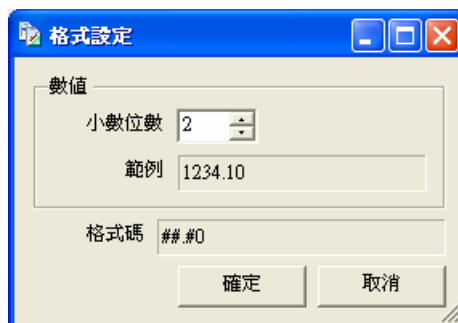 格式設定
數值
小數位數 2
範例 1234.10
格式碼 ##.#0
確定 取消